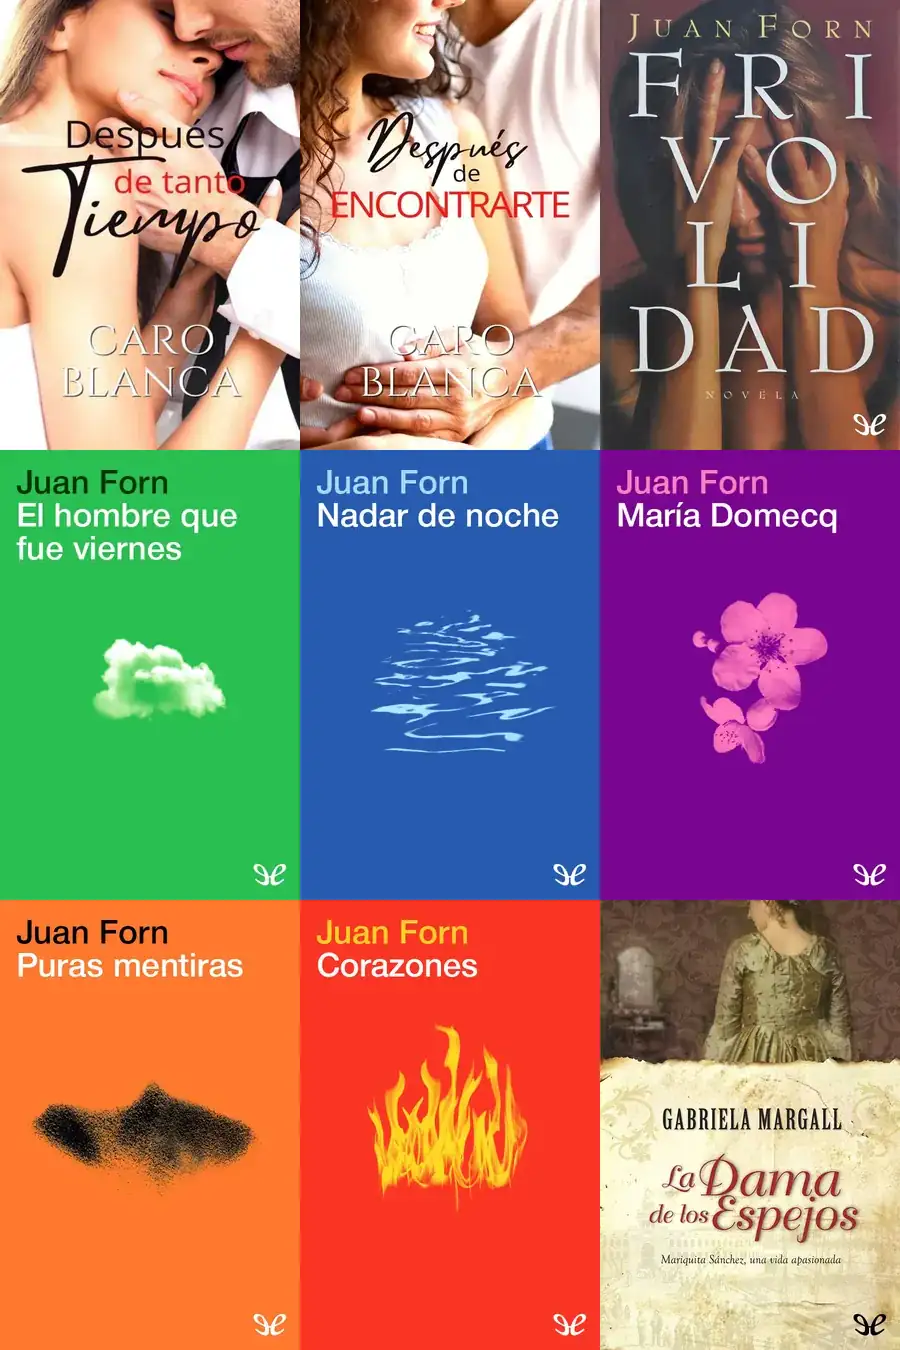 Después
de tanto
Tiempo
CARO
BLANCA
Después
de
ENCONTRARTE
CARO
BLANCA
JUAN FORN
FRI
VO
LI
DAD
NOVELA
Juan Forn
El hombre que
fue viernes
Juan Forn
Nadar de noche
Juan Forn
María Domecq
Juan Forn
Puras mentiras
Juan Forn
Corazones
GABRIELA MARGALL
La Dama
de los Espejos
Mariquita Sánchez, una vida apasionada